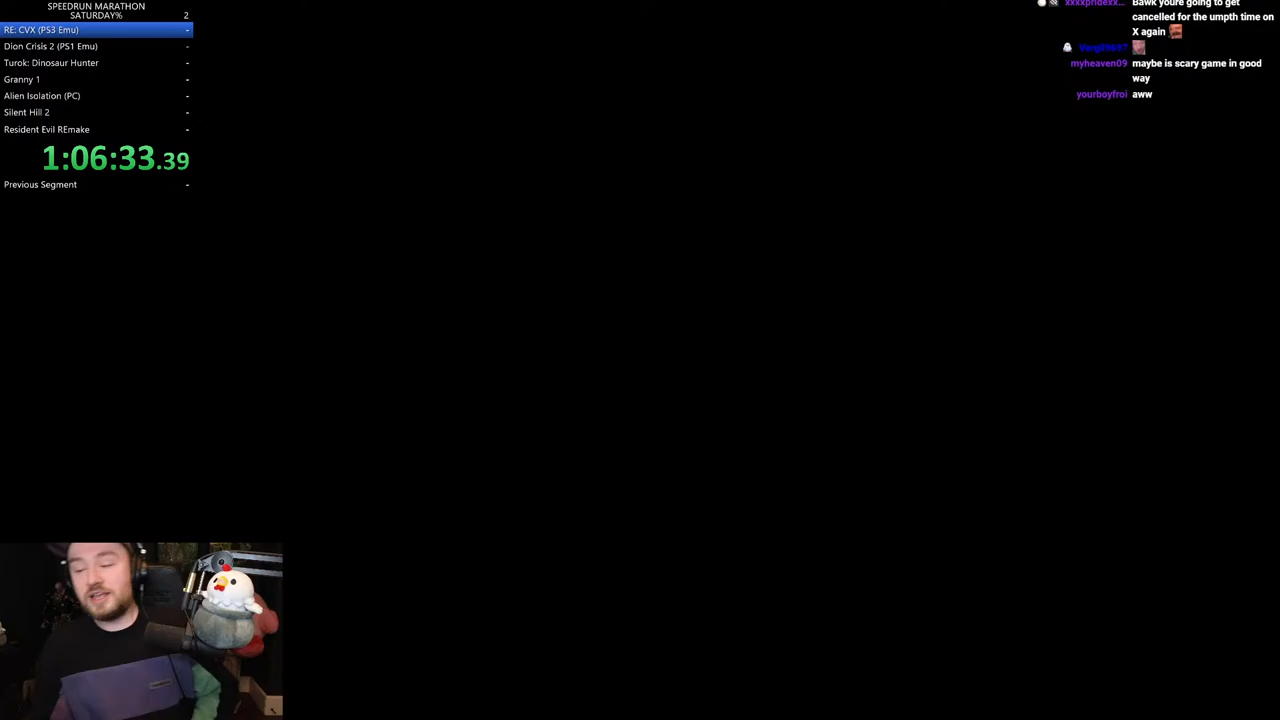 SPEEDRUN MARATHON
SATURDAY% 2
RE: CVX (PS3 Emu) -
Dion Crisis 2 (PS1 Emu) -
Turok: Dinosaur Hunter -
Granny 1 -
Alien Isolation (PC) -
Silent Hill 2 -
Resident Evil REmake -
1:06:33.39
Previous Segment -
xxxxpridexx... Bawk youre going to get
cancelled for the umpth time on
X again
myheaven09 maybe is scary game in good
way
yourboyfroi aww